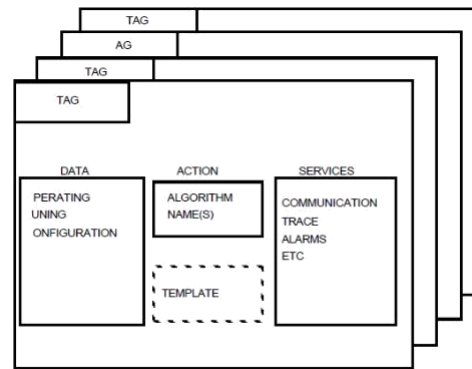 TAG
AG
TAG
TAG
DATA
ACTION
SERVICES
PERATING
UNING
ONFIGURATION
ALGORITHM
NAME(S)
TEMPLATE
COMMUNICATION
TRACE
ALARMS
ETC